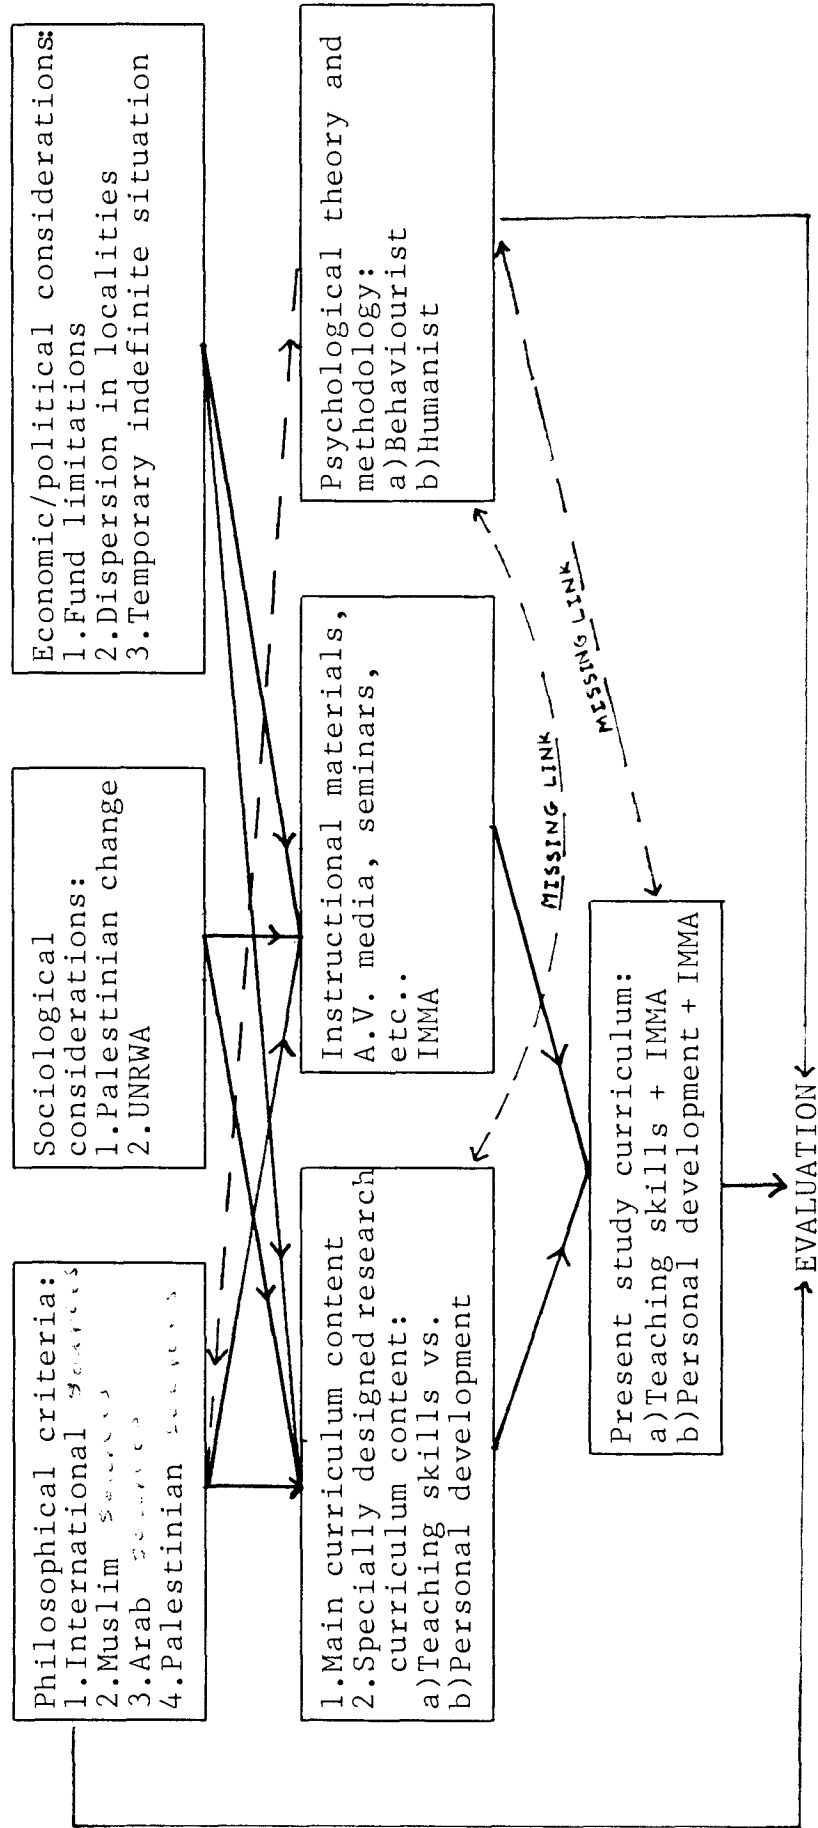 Philosophical criteria:
1.International
2.Muslim
3.Arab
4.Palestinian
Sociological
considerations:
1.Palestinian change
2.UNRWA
Economic/political considerations:
1.Fund limitations
2.Dispersion in localities
3.Temporary indefinite situation
1.Main curriculum content
2.Specially designed research
curriculum content:
a)Teaching skills vs.
b)Personal development
Instructional materials,
A.V. media, seminars,
etc..
IMMA
Psychological theory and
methodology:
a)Behaviourist
b)Humanist
MISSING LINK
MISSING LINK
Present study curriculum:
a)Teaching skills + IMMA
b)Personal development + IMMA
EVALUATION